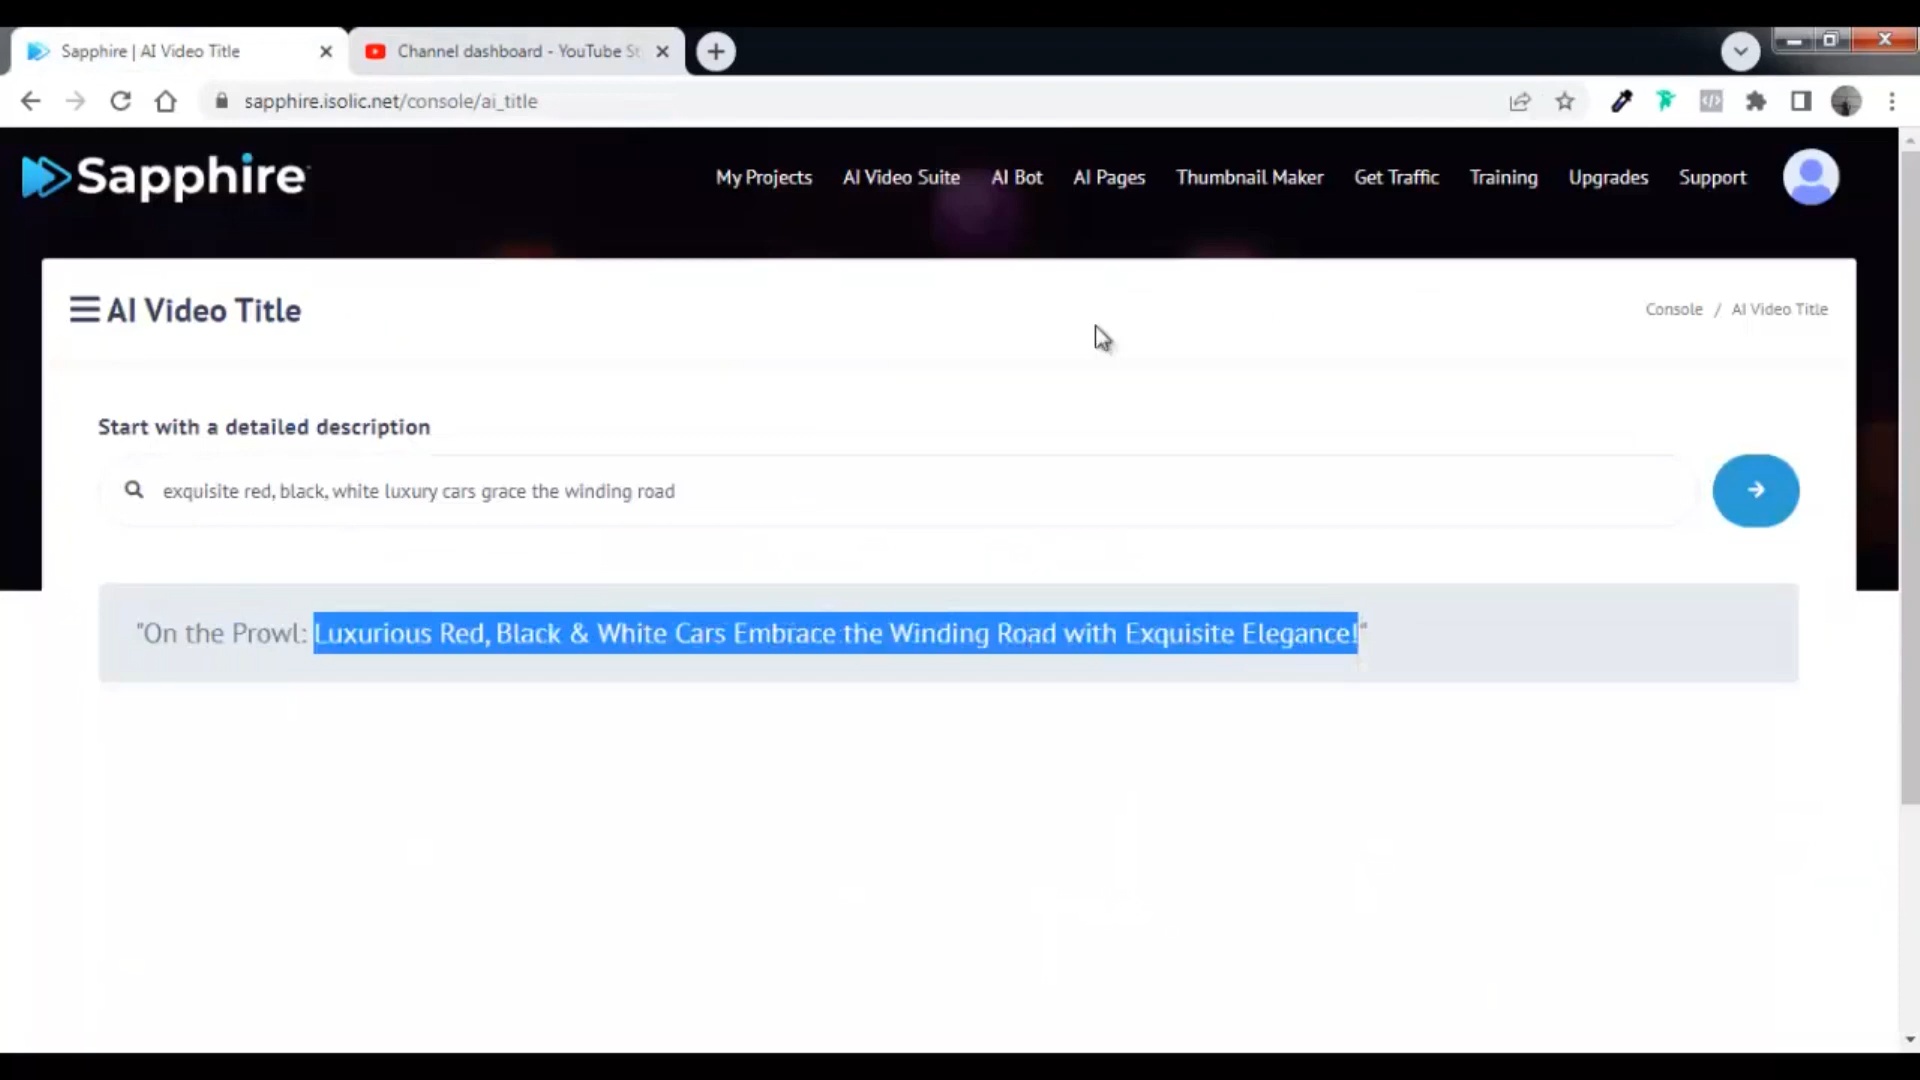 Sapphire | AI Video Title
Channel dashboard - YouTube St
sapphire.isolic.net/console/ai_title
Sapphire
My Projects
AI Video Suite
AI Bot
AI Pages
Thumbnail Maker
Get Traffic
Training
Upgrades
Support
AI Video Title
Console / AI Video Title
Start with a detailed description
exquisite red, black, white luxury cars grace the winding road
"On the Prowl: Luxurious Red, Black & White Cars Embrace the Winding Road with Exquisite Elegance!"